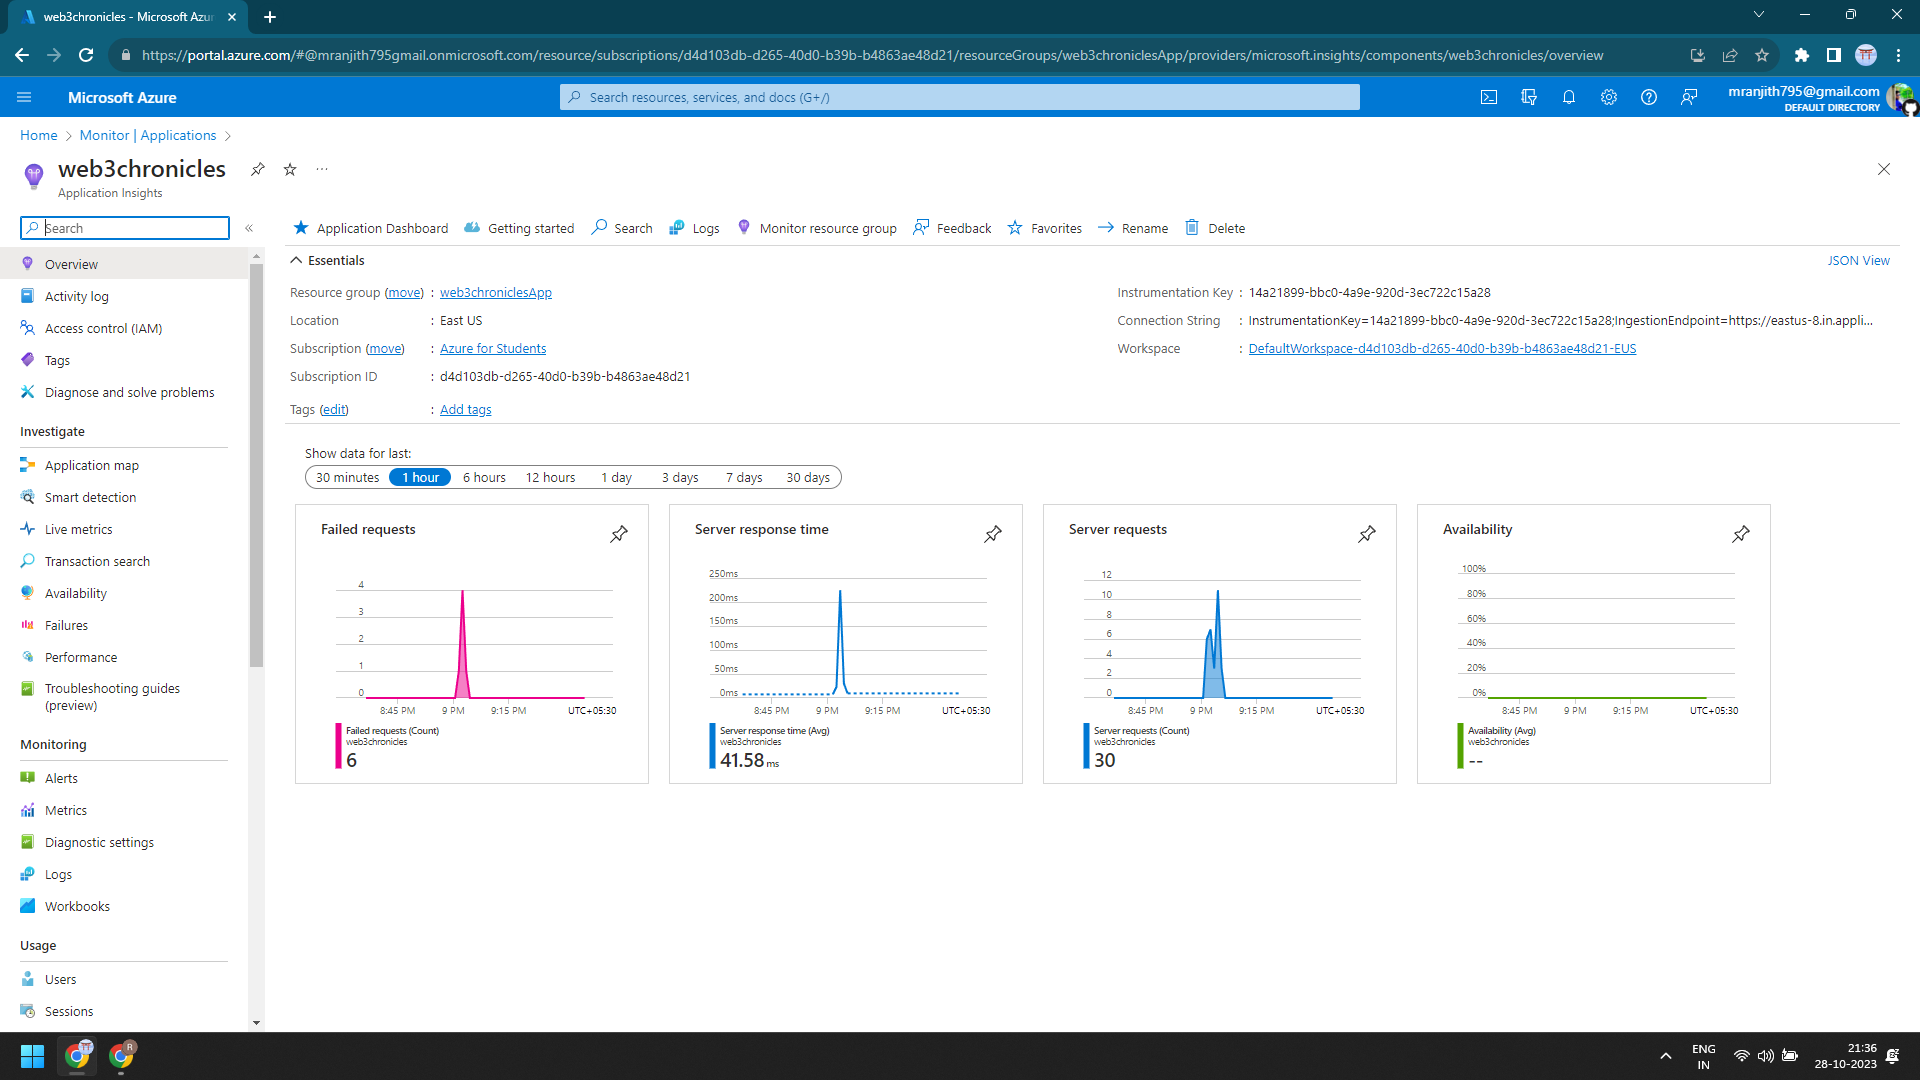 web3chronicles - Microsoft Azur
https://portal.azure.com/#@mranjith795gmail.onmicrosoft.com/resource/subscriptions/d4d103db-d265-40d0-b39b-b4863ae48d21/resourceGroups/web3chroniclesApp/providers/microsoft.insights/components/web3chronicles/overview
Microsoft Azure
Search resources, services, and docs (G+/)
mranjith795@gmail.com
DEFAULT DIRECTORY
Home > Monitor | Applications >
web3chronicles
Application Insights
Search
Application Dashboard Getting started Search Logs Monitor resource group Feedback Favorites Rename Delete
Overview
Activity log
Access control (IAM)
Tags
Diagnose and solve problems
Investigate
Application map
Smart detection
Live metrics
Transaction search
Availability
Failures
Performance
Troubleshooting guides
(preview)
Monitoring
Alerts
Metrics
Diagnostic settings
Logs
Workbooks
Usage
Users
Sessions
Essentials
JSON View
Resource group (move) : web3chroniclesApp
Location : East US
Subscription (move) : Azure for Students
Subscription ID : d4d103db-d265-40d0-b39b-b4863ae48d21
Tags (edit) : Add tags
Instrumentation Key : 14a21899-bbc0-4a9e-920d-3ec722c15a28
Connection String : InstrumentationKey=14a21899-bbc0-4a9e-920d-3ec722c15a28;IngestionEndpoint=https://eastus-8.in.appli...
Workspace : DefaultWorkspace-d4d103db-d265-40d0-b39b-b4863ae48d21-EUS
Show data for last:
30 minutes 1 hour 6 hours 12 hours 1 day 3 days 7 days 30 days
Failed requests
4
3
2
1
0
8:45 PM 9 PM 9:15 PM UTC+05:30
Failed requests (Count)
web3chronicles
6
Server response time
250ms
200ms
150ms
100ms
50ms
0ms
8:45 PM 9 PM 9:15 PM UTC+05:30
Server response time (Avg)
web3chronicles
41.58 ms
Server requests
12
10
8
6
4
2
0
8:45 PM 9 PM 9:15 PM UTC+05:30
Server requests (Count)
web3chronicles
30
Availability
100%
80%
60%
40%
20%
0%
8:45 PM 9 PM 9:15 PM UTC+05:30
Availability (Avg)
web3chronicles
--
R
ENG
IN
21:36
28-10-2023